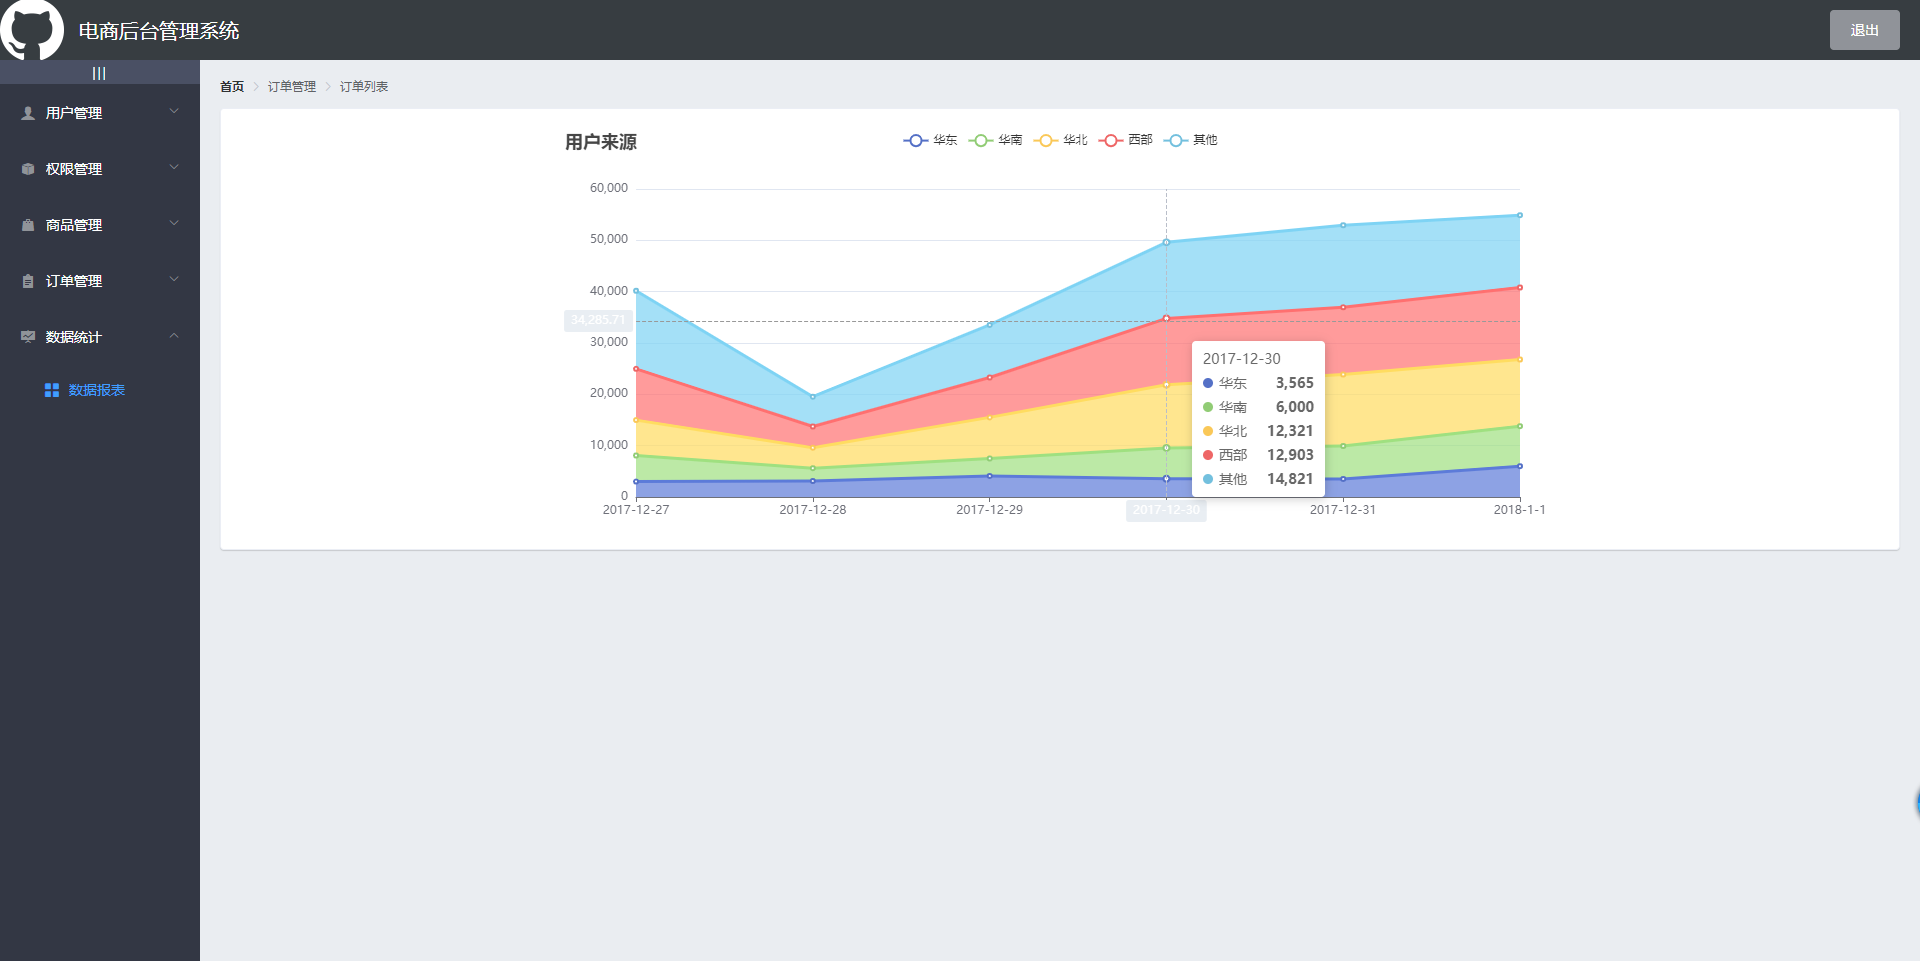 电商后台管理系统
退出
|||
用户管理
权限管理
商品管理
订单管理
数据统计
数据报表
首页 订单管理 订单列表
用户来源
华东 华南 华北 西部 其他
60,000
50,000
40,000
34,285.71
30,000
20,000
10,000
0
2017-12-27 2017-12-28 2017-12-29 2017-12-30 2017-12-31 2018-1-1
2017-12-30
华东 3,565
华南 6,000
华北 12,321
西部 12,903
其他 14,821